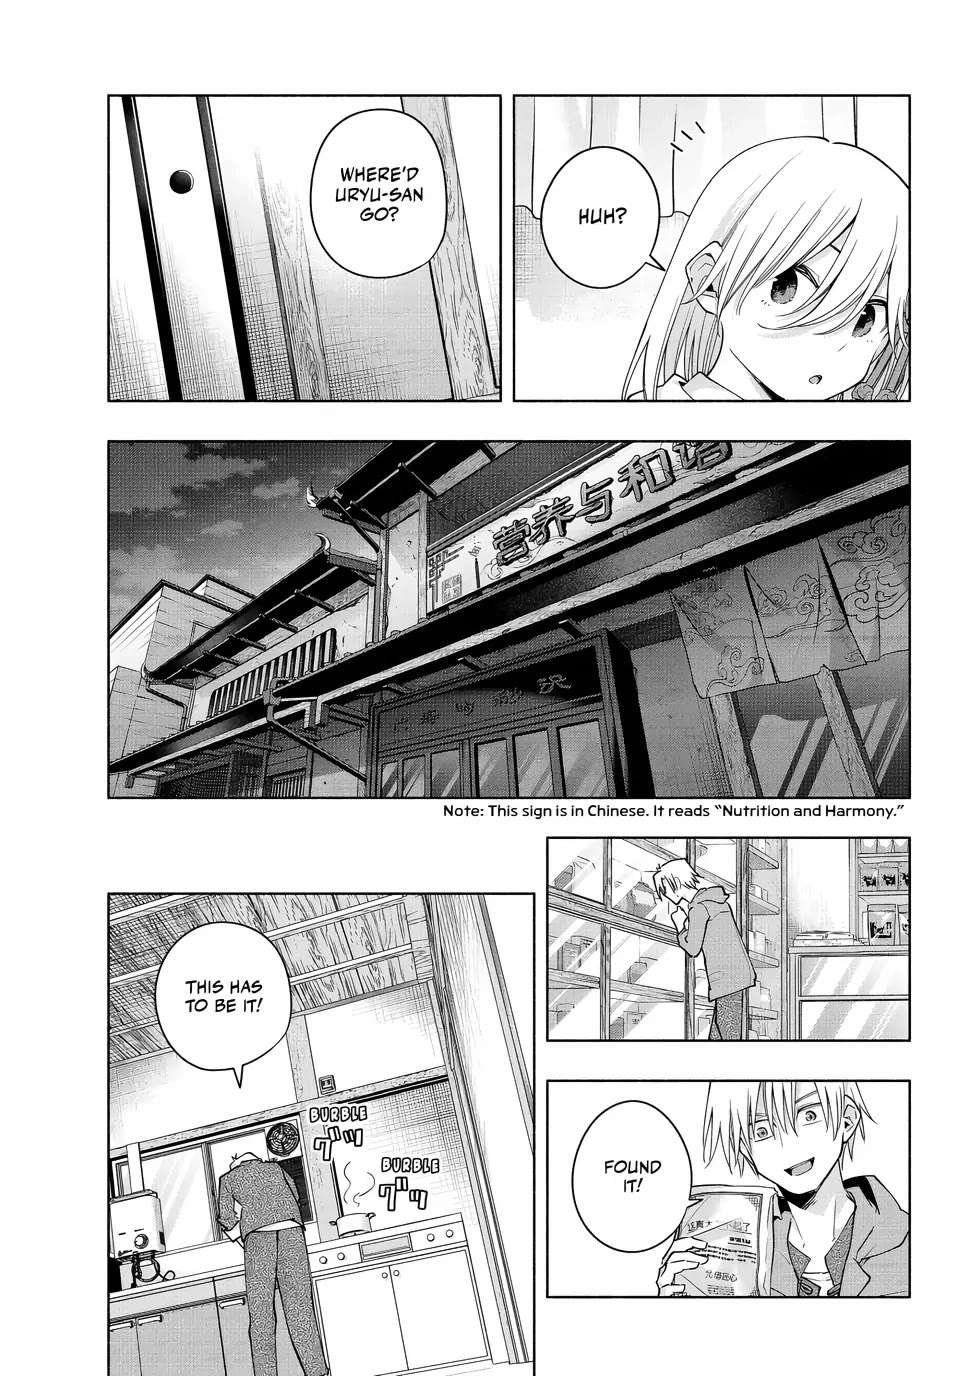 HUH?
WHERE'D
URYU-SAN
GO?
营养与和谐
Note: This sign is in Chinese. It reads “Nutrition and Harmony.”
FOUND
IT!
THIS HAS
TO BE IT!
BURBLE
グツ
BURBLE
グツ